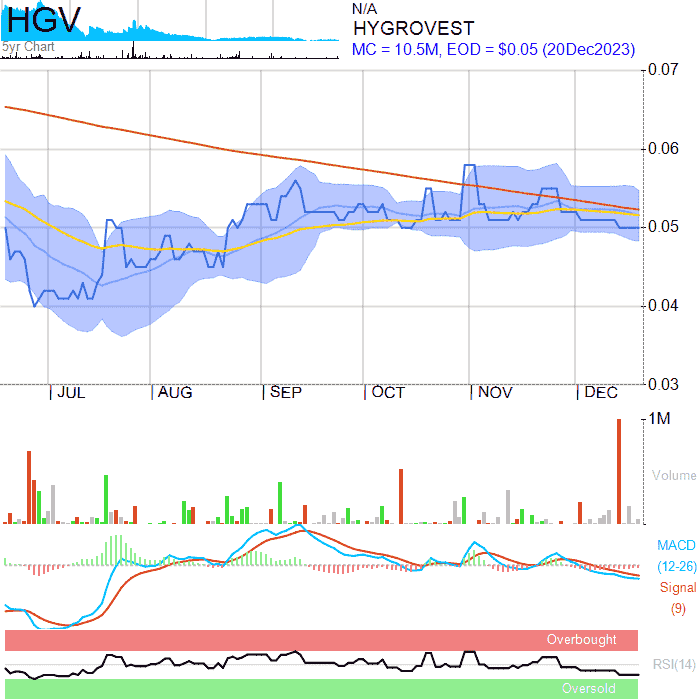 HGV
5yr Chart
N/A
HYGROVEST
MC = 10.5M, EOD = $0.05 (20Dec2023)
0.07
0.06
0.05
0.04
0.03
JUL AUG SEP OCT NOV DEC
1M
Volume
MACD
(12-26)
Signal
(9)
Overbought
RSI(14)
Oversold